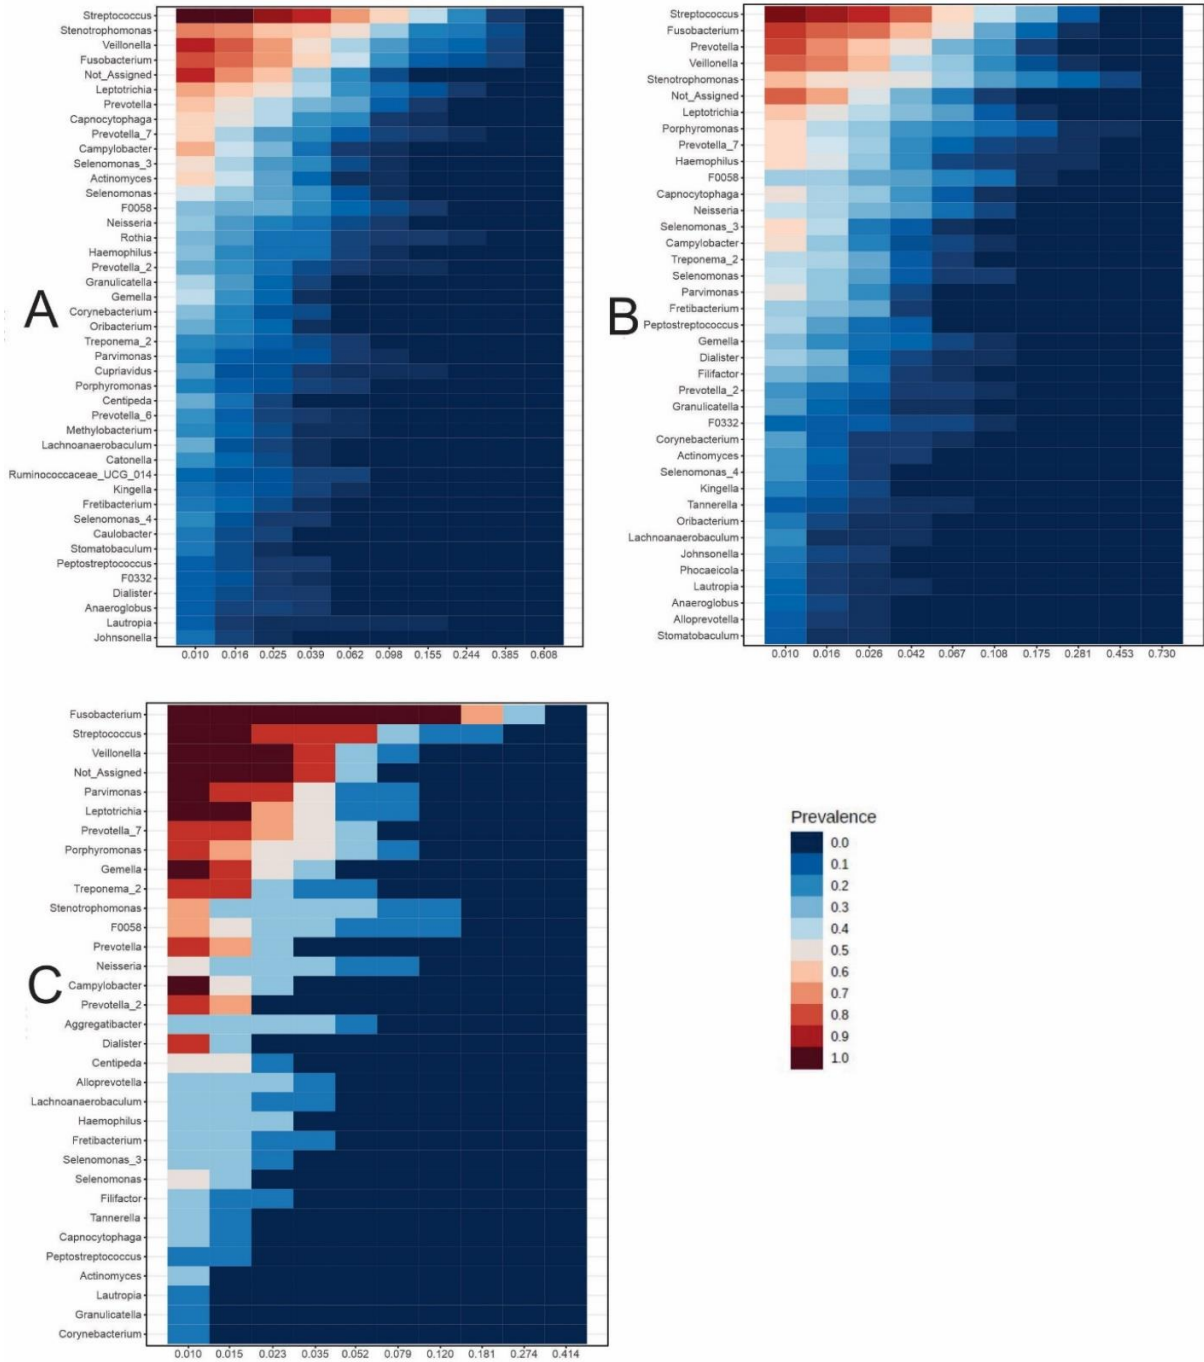 A
Streptococcus
Stenotrophomonas
Veillonella
Fusobacterium
Not_Assigned
Leptotrichia
Prevotella
Capnocytophaga
Prevotella_7
Campylobacter
Selenomonas_3
Actinomyces
Selenomonas
F0058
Neisseria
Rothia
Haemophilus
Prevotella_2
Granulicatella
Gemella
Corynebacterium
Oribacterium
Treponema_2
Parvimonas
Cupriavidus
Porphyromonas
Centipeda
Prevotella_6
Methylobacterium
Lachnoanaerobaculum
Catonella
Ruminococcaceae_UCG_014
Kingella
Fretibacterium
Selenomonas_4
Caulobacter
Stomatobaculum
Peptostreptococcus
F0332
Dialister
Anaeroglobus
Lautropia
Johnsonella
0.010 0.016 0.025 0.039 0.062 0.098 0.155 0.244 0.385 0.608
B
Streptococcus
Fusobacterium
Prevotella
Veillonella
Stenotrophomonas
Not_Assigned
Leptotrichia
Porphyromonas
Prevotella_7
Haemophilus
F0058
Capnocytophaga
Neisseria
Selenomonas_3
Campylobacter
Treponema_2
Selenomonas
Parvimonas
Fretibacterium
Peptostreptococcus
Gemella
Dialister
Filifactor
Prevotella_2
Granulicatella
F0332
Corynebacterium
Actinomyces
Selenomonas_4
Kingella
Tannerella
Oribacterium
Lachnoanaerobaculum
Johnsonella
Phocaeicola
Lautropia
Anaeroglobus
Alloprevotella
Stomatobaculum
0.010 0.016 0.026 0.042 0.067 0.108 0.175 0.281 0.453 0.730
C
Fusobacterium
Streptococcus
Veillonella
Not_Assigned
Parvimonas
Leptotrichia
Prevotella_7
Porphyromonas
Gemella
Treponema_2
Stenotrophomonas
F0058
Prevotella
Neisseria
Campylobacter
Prevotella_2
Aggregatibacter
Dialister
Centipeda
Alloprevotella
Lachnoanaerobaculum
Haemophilus
Fretibacterium
Selenomonas_3
Selenomonas
Filifactor
Tannerella
Capnocytophaga
Peptostreptococcus
Actinomyces
Lautropia
Granulicatella
Corynebacterium
0.010 0.015 0.023 0.035 0.052 0.079 0.120 0.181 0.274 0.414
Prevalence
0.0
0.1
0.2
0.3
0.4
0.5
0.6
0.7
0.8
0.9
1.0